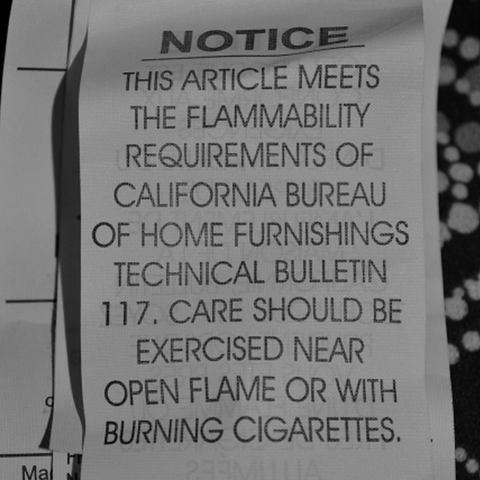 NOTICE
THIS ARTICLE MEETS
THE FLAMMABILITY
REQUIREMENTS OF
CALIFORNIA BUREAU
OF HOME FURNISHINGS
TECHNICAL BULLETIN
117. CARE SHOULD BE
EXERCISED NEAR
OPEN FLAME OR WITH
BURNING CIGARETTES.